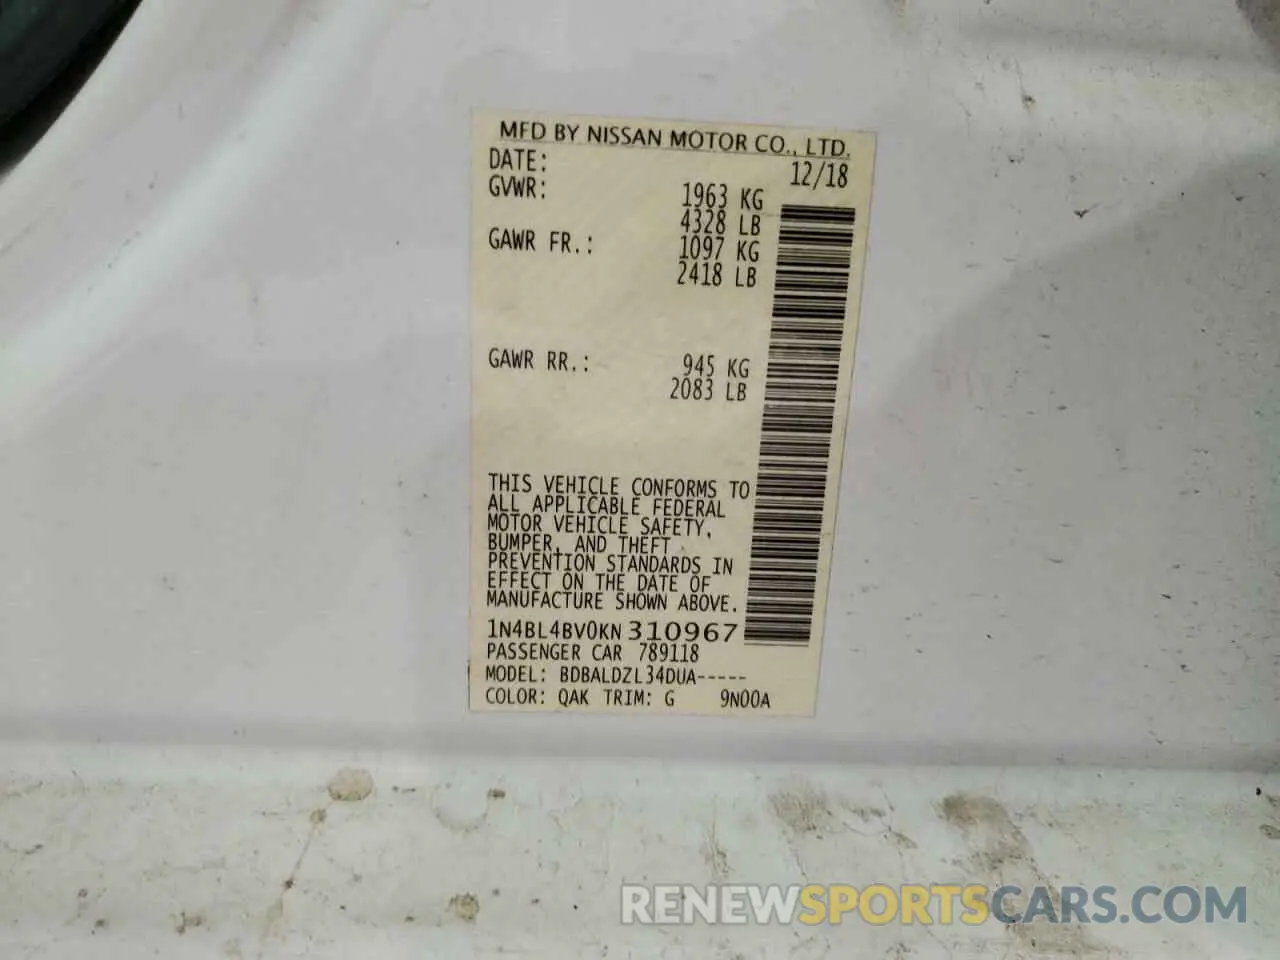 MFD BY NISSAN MOTOR CO., LTD.
DATE: 12/18
GVWR: 1963 KG
4328 LB
GAWR FR.: 1097 KG
2418 LB
GAWR RR.: 945 KG
2083 LB
THIS VEHICLE CONFORMS TO
ALL APPLICABLE FEDERAL
MOTOR VEHICLE SAFETY,
BUMPER, AND THEFT
PREVENTION STANDARDS IN
EFFECT ON THE DATE OF
MANUFACTURE SHOWN ABOVE.
1N4BL4BV0KN310967
PASSENGER CAR 789118
MODEL: BDBALDZL34DUA-----
COLOR: QAK TRIM: G 9N00A
RENEWSPORTSCARS.COM